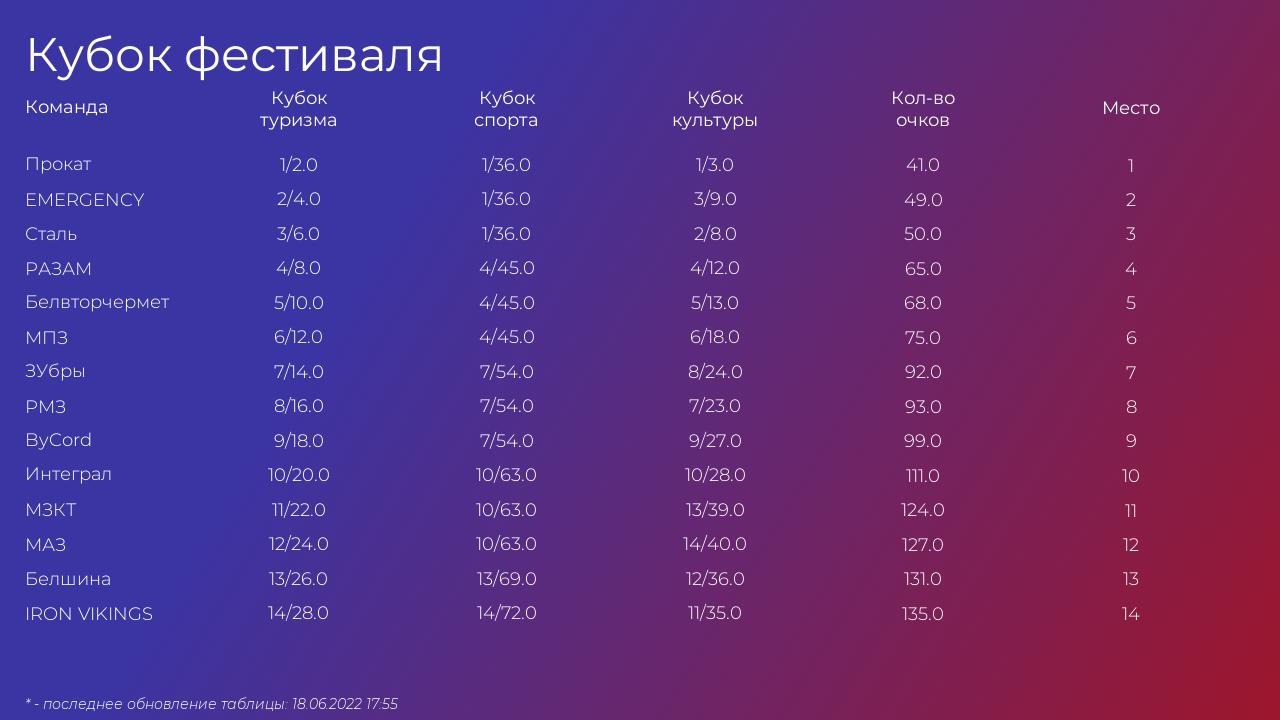 Кубок фестиваля
Команда Кубок туризма Кубок спорта Кубок культуры Кол-во очков Место
Прокат 1/2.0 1/36.0 1/3.0 41.0 1
EMERGENCY 2/4.0 1/36.0 3/9.0 49.0 2
Сталь 3/6.0 1/36.0 2/8.0 50.0 3
РАЗАМ 4/8.0 4/45.0 4/12.0 65.0 4
Белвторчермет 5/10.0 4/45.0 5/13.0 68.0 5
МПЗ 6/12.0 4/45.0 6/18.0 75.0 6
ЗУбры 7/14.0 7/54.0 8/24.0 92.0 7
РМЗ 8/16.0 7/54.0 7/23.0 93.0 8
ByCord 9/18.0 7/54.0 9/27.0 99.0 9
Интеграл 10/20.0 10/63.0 10/28.0 111.0 10
МЗКТ 11/22.0 10/63.0 13/39.0 124.0 11
МАЗ 12/24.0 10/63.0 14/40.0 127.0 12
Белшина 13/26.0 13/69.0 12/36.0 131.0 13
IRON VIKINGS 14/28.0 14/72.0 11/35.0 135.0 14
* - последнее обновление таблицы: 18.06.2022 17:55